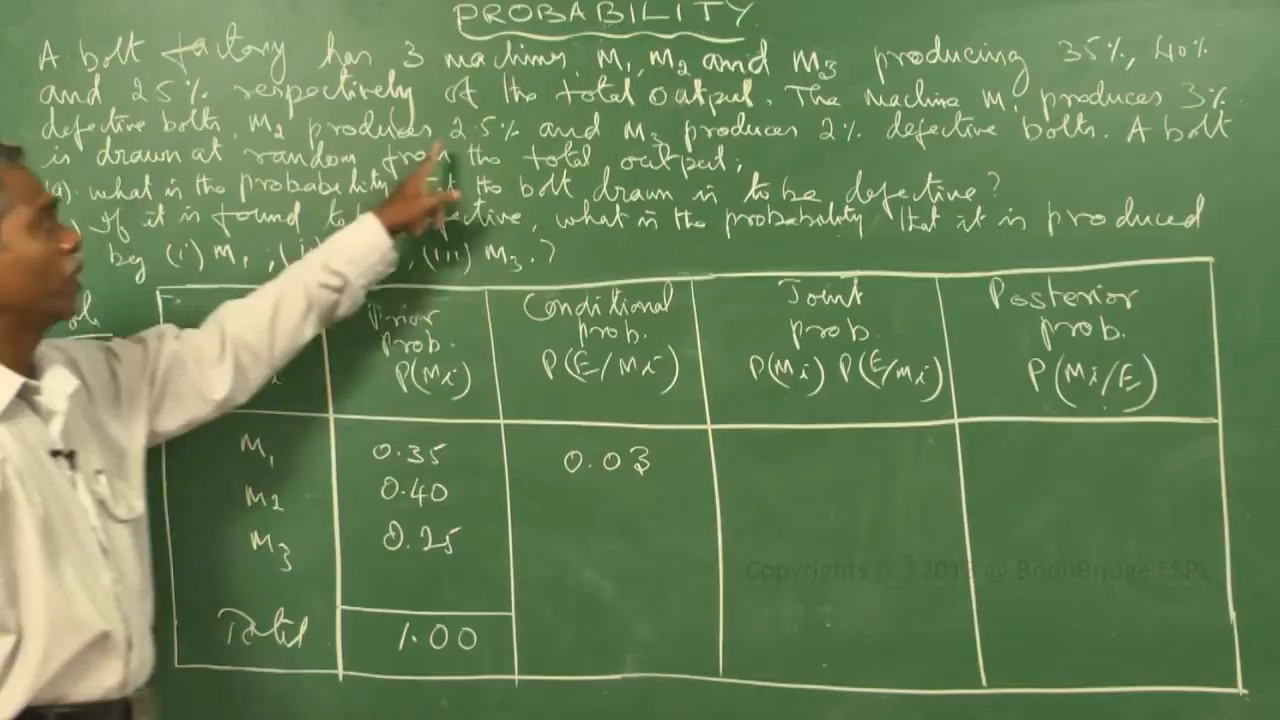 PROBABILITY
A bolt factory has 3 machines, M1, M2 and M3 producing 35%, 40%
and 25% respectively of the total output. The machine M1 produces 3%
defective bolts, M2 produces 2.5% and M3 produces 2% defective bolts. A bolt
is drawn at random from the total output;
(a). what is the probability the bolt drawn is to be defective?
If it is found to be defective, what is the probability that it is produced
by (i) M1, , (iii) M3.?
Prior prob. P(Mi)
Conditional prob. P(E/Mi)
Joint prob. P(Mi) P(E/Mi)
Posterior prob. P(Mi/E)
M1 0.35 0.03
M2 0.40
M3 0.25
Total 1.00
Copyrights @ BodhBridge ESPL